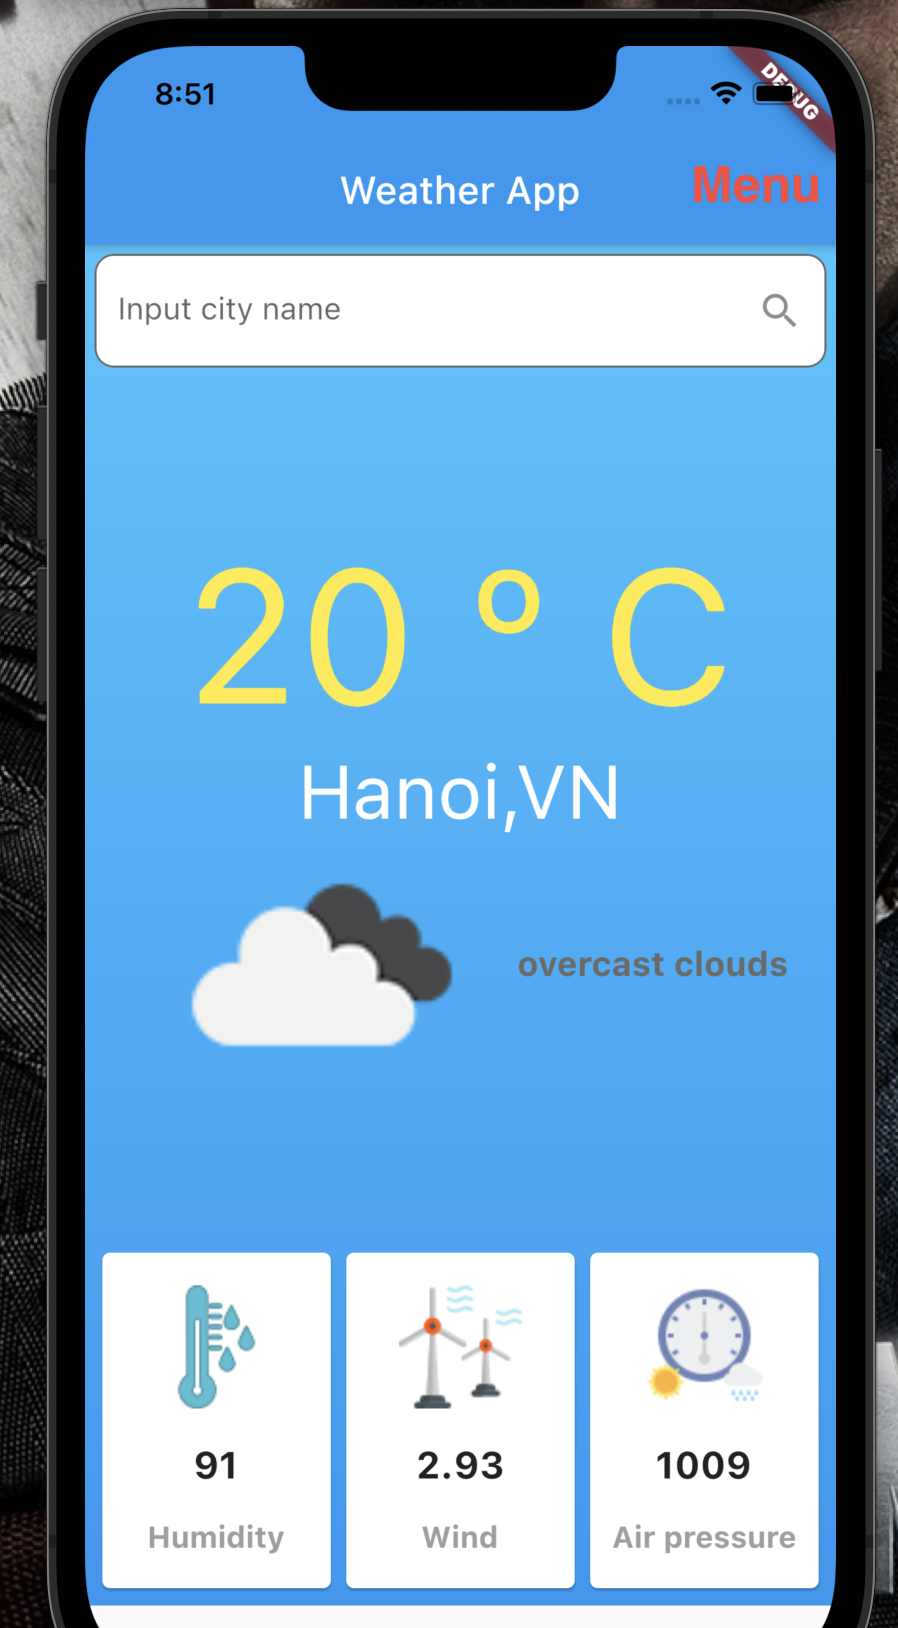 8:51
DEBUG
Weather App
Menu
Input city name
20 º C
Hanoi,VN
overcast clouds
91
2.93
1009
Humidity
Wind
Air pressure